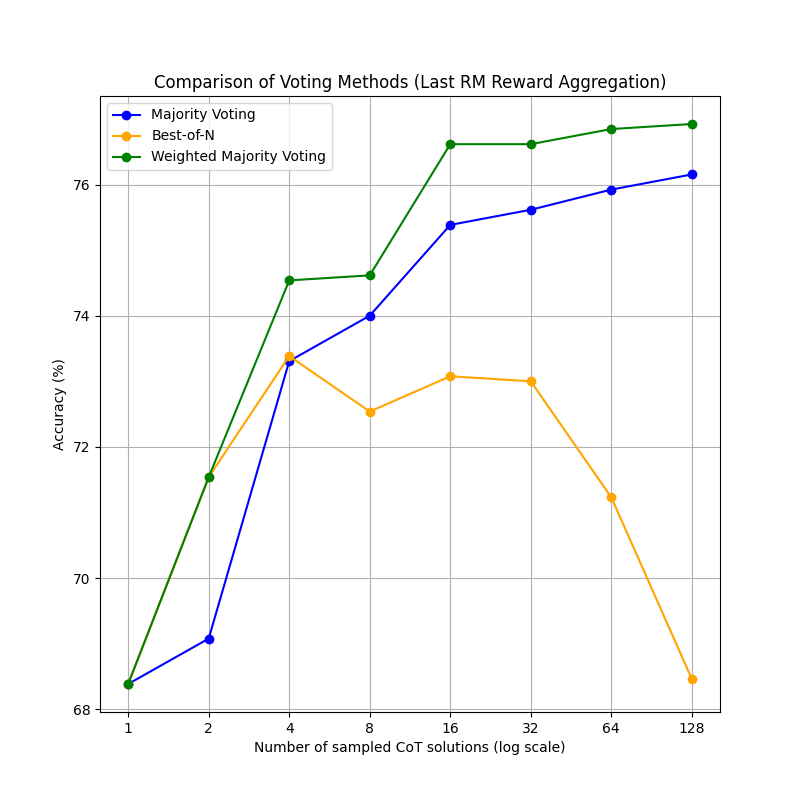 Comparison of Voting Methods (Last RM Reward Aggregation)
Majority Voting
Best-of-N
Weighted Majority Voting
Accuracy (%)
76
74
72
70
68
1 2 4 8 16 32 64 128
Number of sampled CoT solutions (log scale)